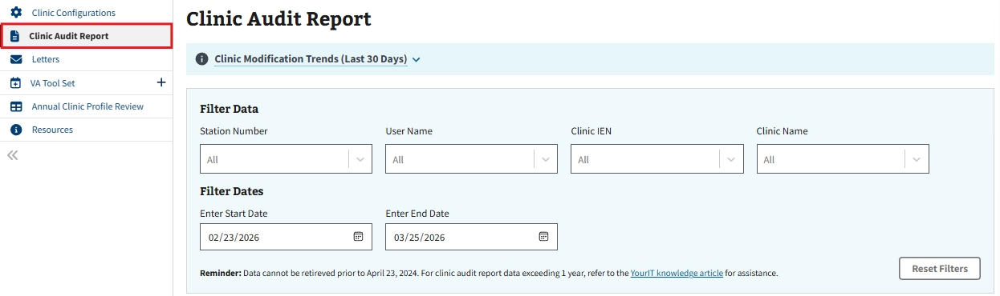 Clinic Configurations
Clinic Audit Report
Letters
VA Tool Set
Annual Clinic Profile Review
Resources
Clinic Audit Report
Clinic Modification Trends (Last 30 Days)
Filter Data
Station Number
User Name
Clinic IEN
Clinic Name
All
All
All
All
Filter Dates
Enter Start Date
Enter End Date
02/23/2026
03/25/2026
Reminder: Data cannot be retireved prior to April 23, 2024. For clinic audit report data exceeding 1 year, refer to the YourIT knowledge article for assistance.
Reset Filters